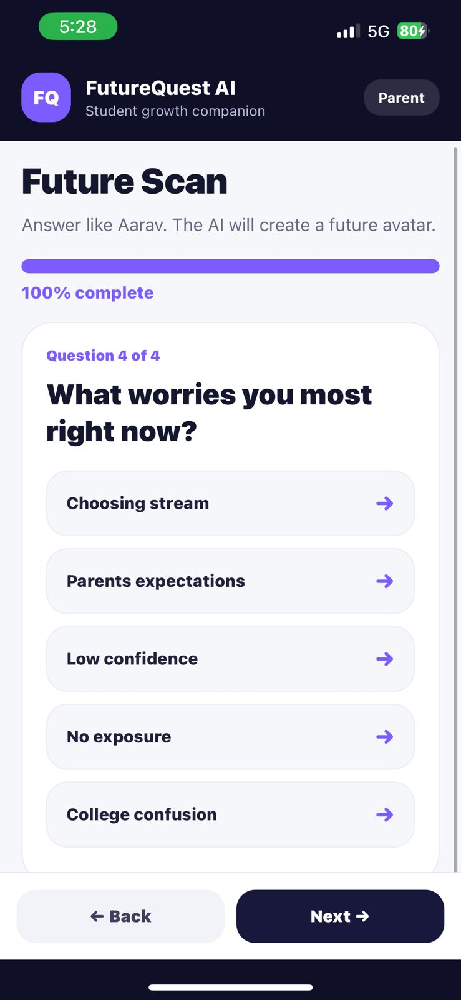 5:28
5G
80
FQ
FutureQuest AI
Student growth companion
Parent
Future Scan
Answer like Aarav. The AI will create a future avatar.
100% complete
Question 4 of 4
What worries you most
right now?
Choosing stream →
Parents expectations →
Low confidence →
No exposure →
College confusion →
← Back
Next →